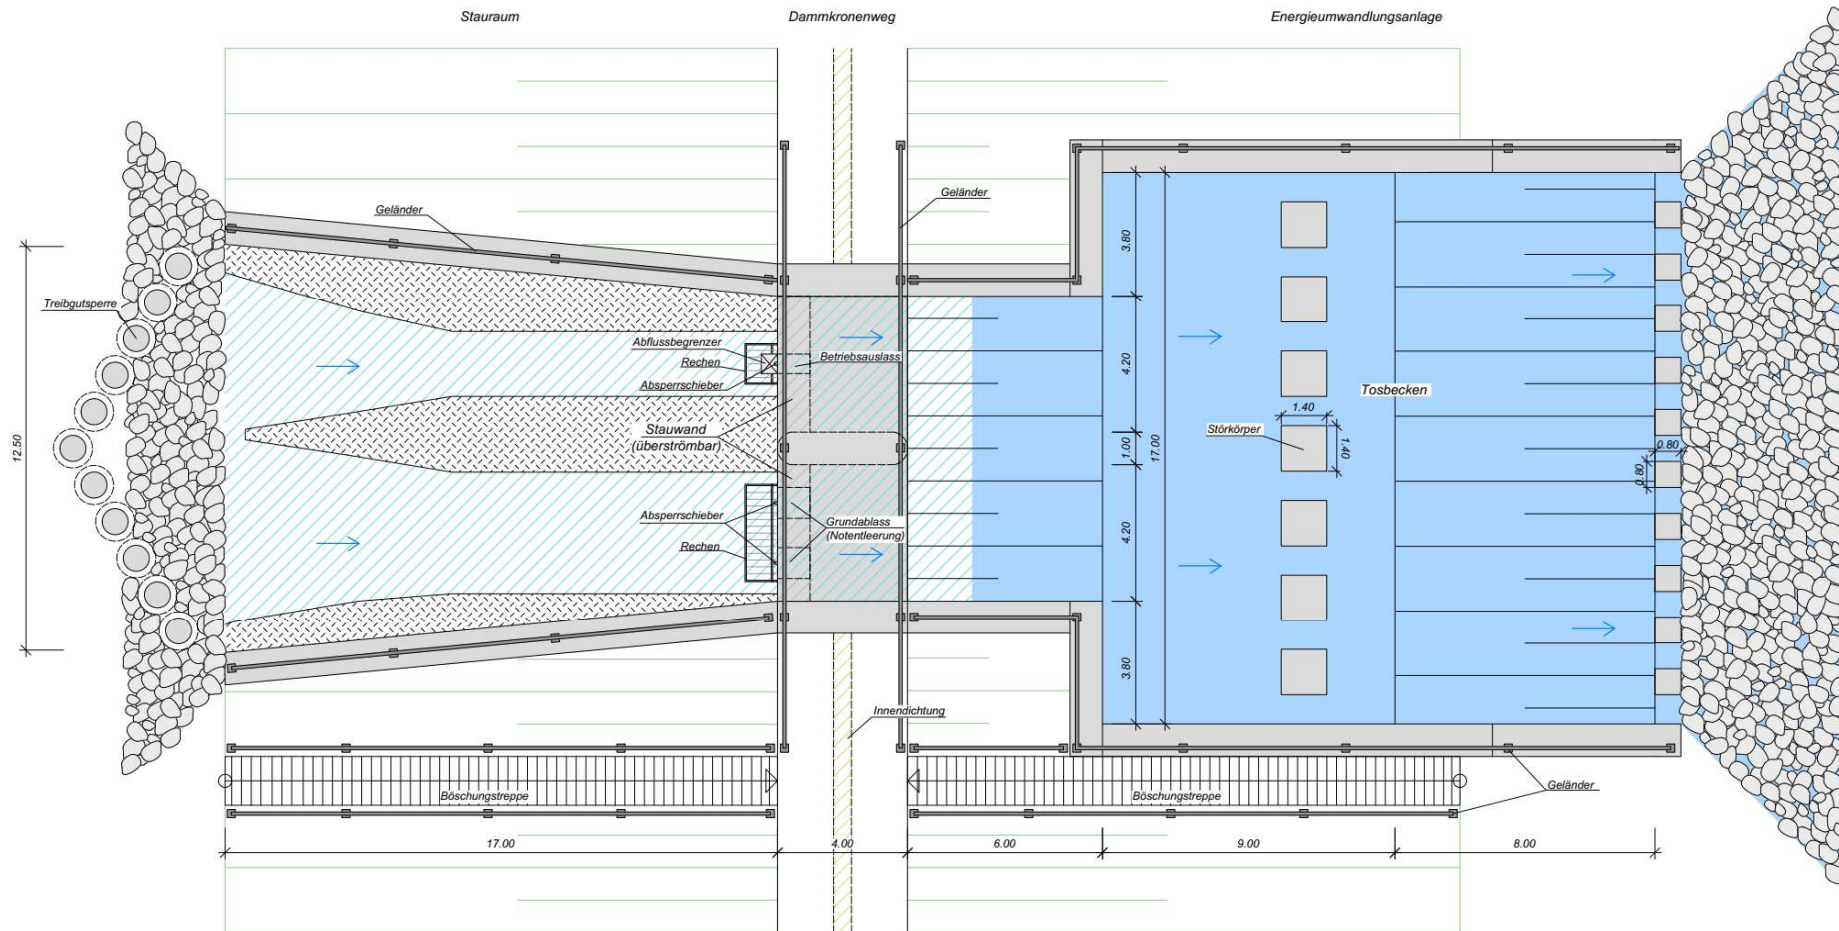 Stauraum
Dammkronenweg
Energieumwandlungsanlage
Geländer
Geländer
12.50
Treibgutsperre
Abflussbegrenzer
Rechen
Absperrschieber
Betriebsauslass
Stauwand
(überströmbar)
Absperrschieber
Rechen
Grundablass
(Notentleerung)
3.80
4.20
1.00
17.00
4.20
3.80
1.40
Störkörper
1.40
Tosbecken
0.80
0.80
Innendichtung
Geländer
Böschungstreppe
Böschungstreppe
17.00
4.00
6.00
9.00
8.00